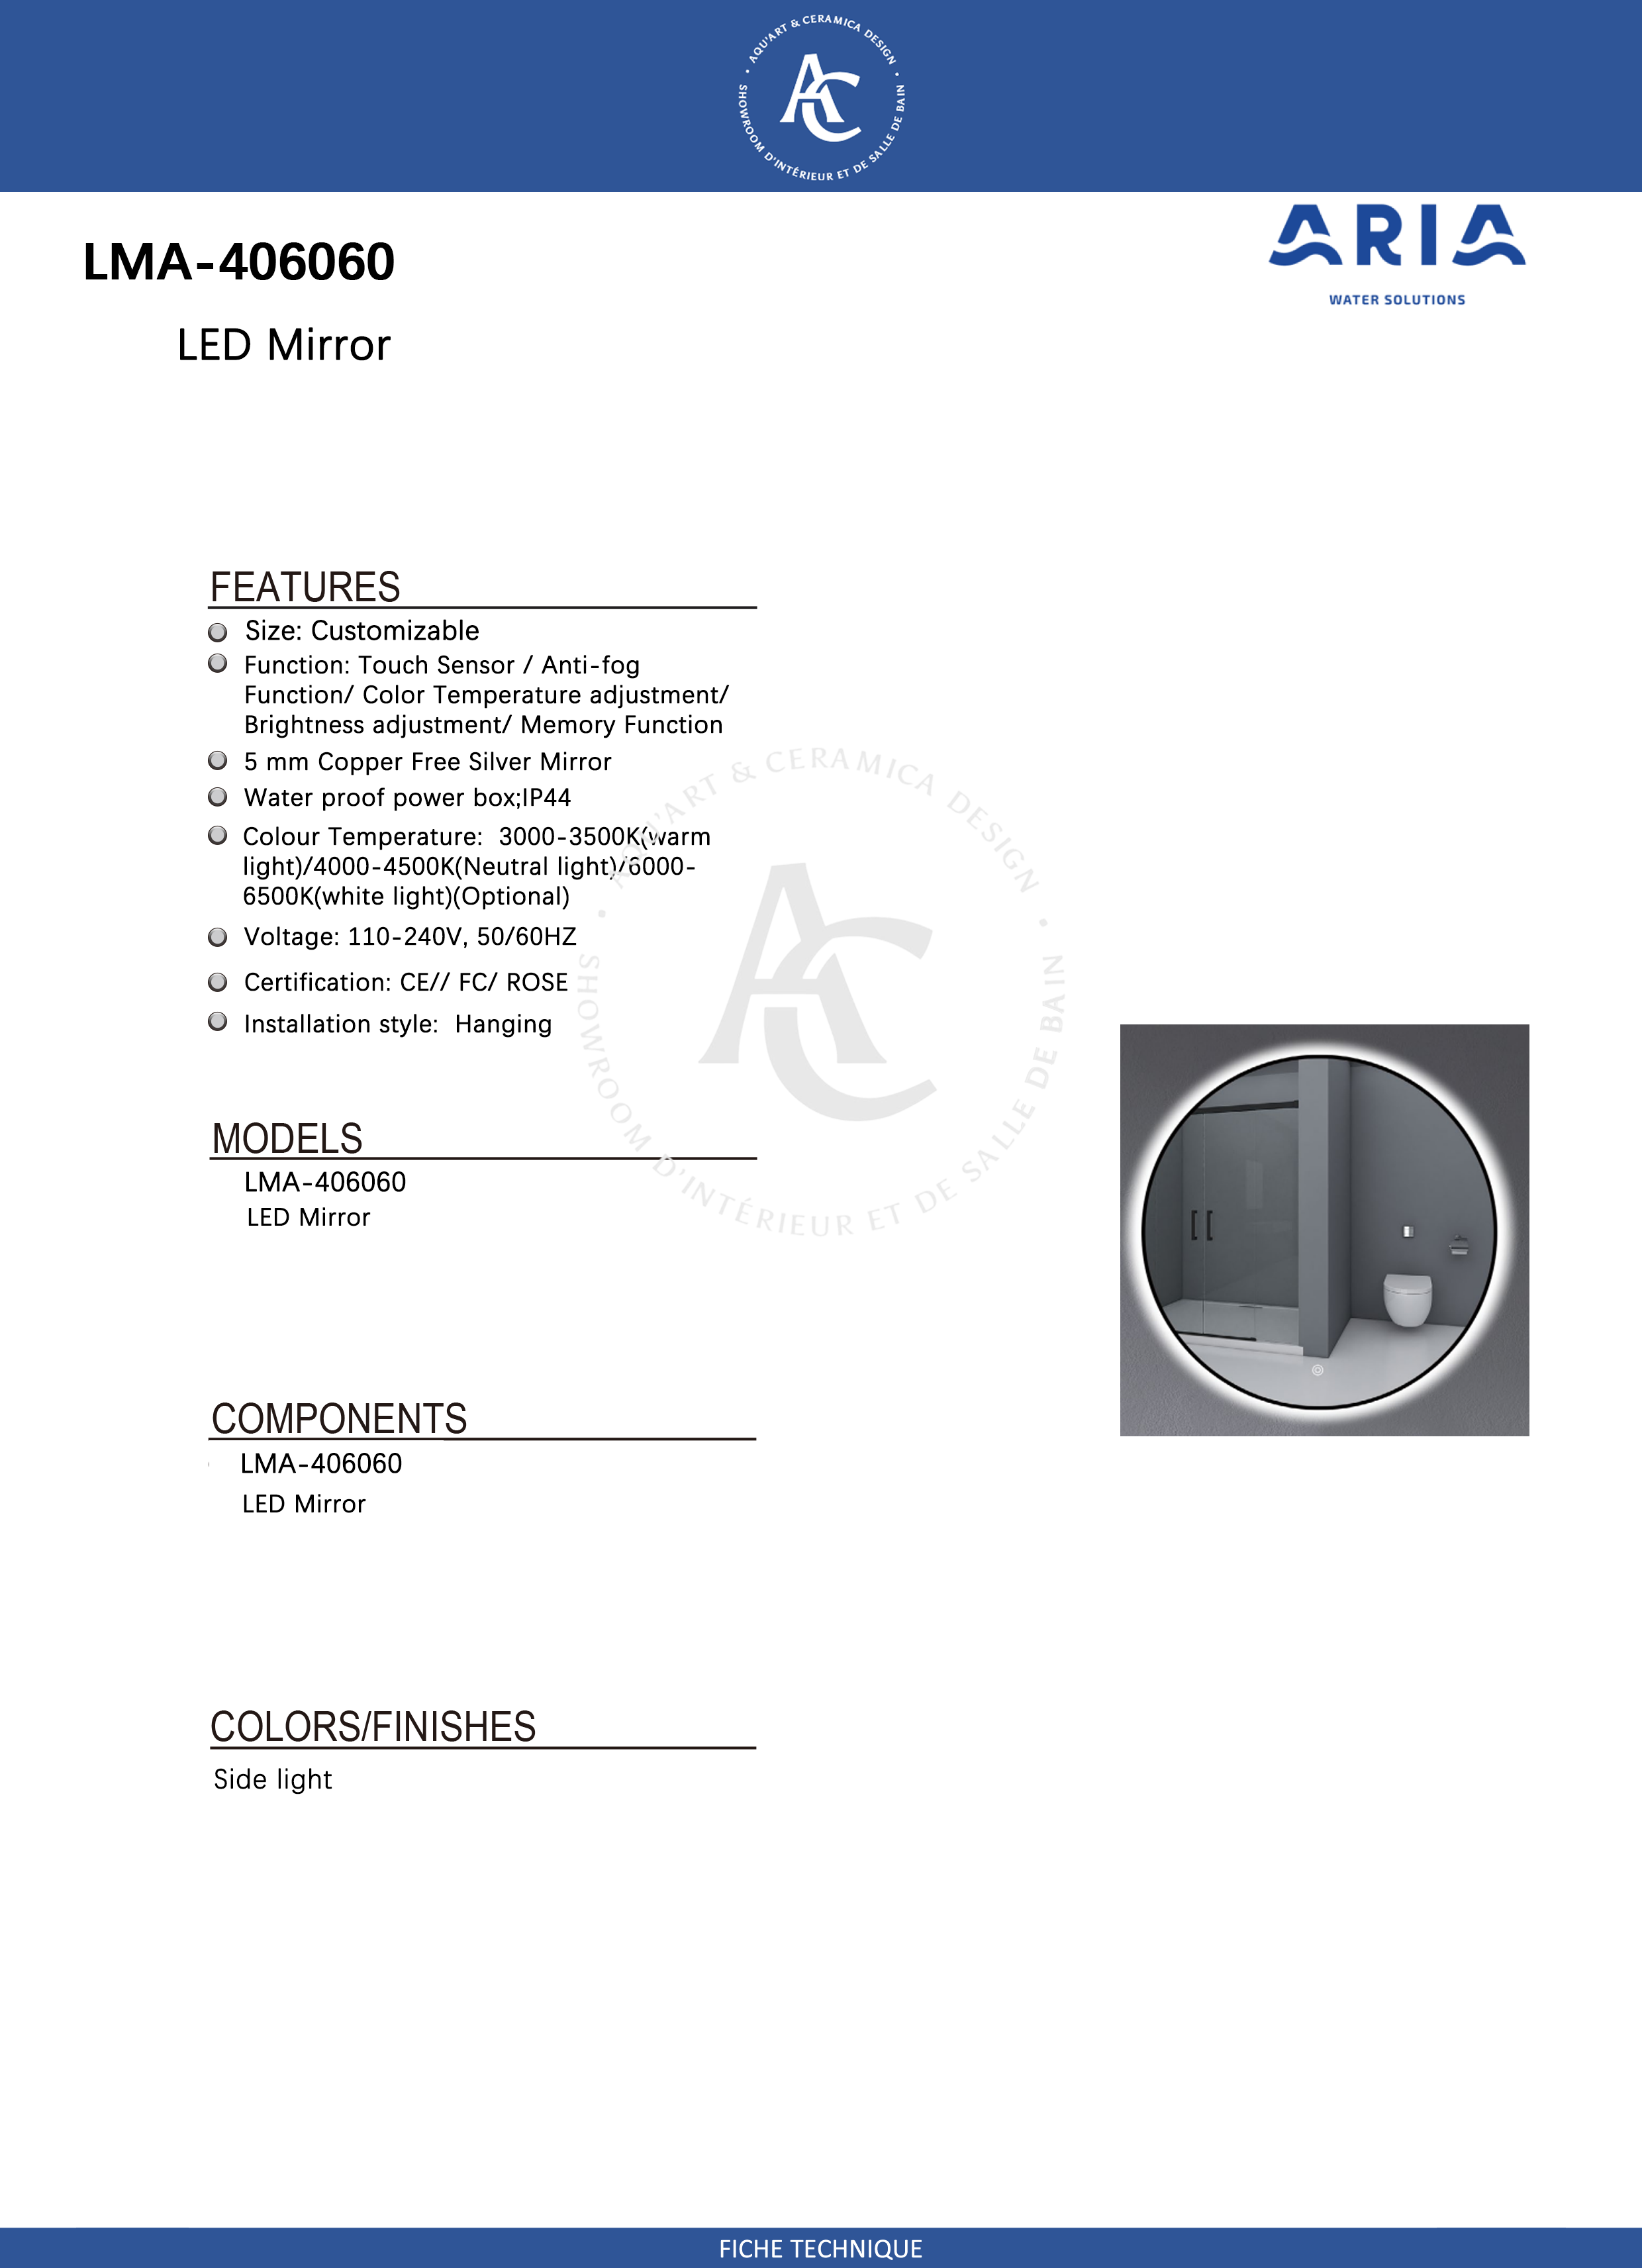 • AQU'ART & CERAMICA DESIGN •
SHOWROOM D'INTÉRIEUR ET DE SALLE DE BAIN
AC
ARIA
WATER SOLUTIONS
LMA-406060
LED Mirror
FEATURES
Size: Customizable
Function: Touch Sensor / Anti-fog
Function/ Color Temperature adjustment/
Brightness adjustment/ Memory Function
5 mm Copper Free Silver Mirror
Water proof power box;IP44
Colour Temperature: 3000-3500K(warm
light)/4000-4500K(Neutral light)/6000-
6500K(white light)(Optional)
Voltage: 110-240V, 50/60HZ
Certification: CE// FC/ ROSE
Installation style: Hanging
• AQU'ART & CERAMICA DESIGN •
SHOWROOM D'INTÉRIEUR ET DE SALLE DE BAIN
AC
MODELS
LMA-406060
LED Mirror
COMPONENTS
LMA-406060
LED Mirror
COLORS/FINISHES
Side light
FICHE TECHNIQUE